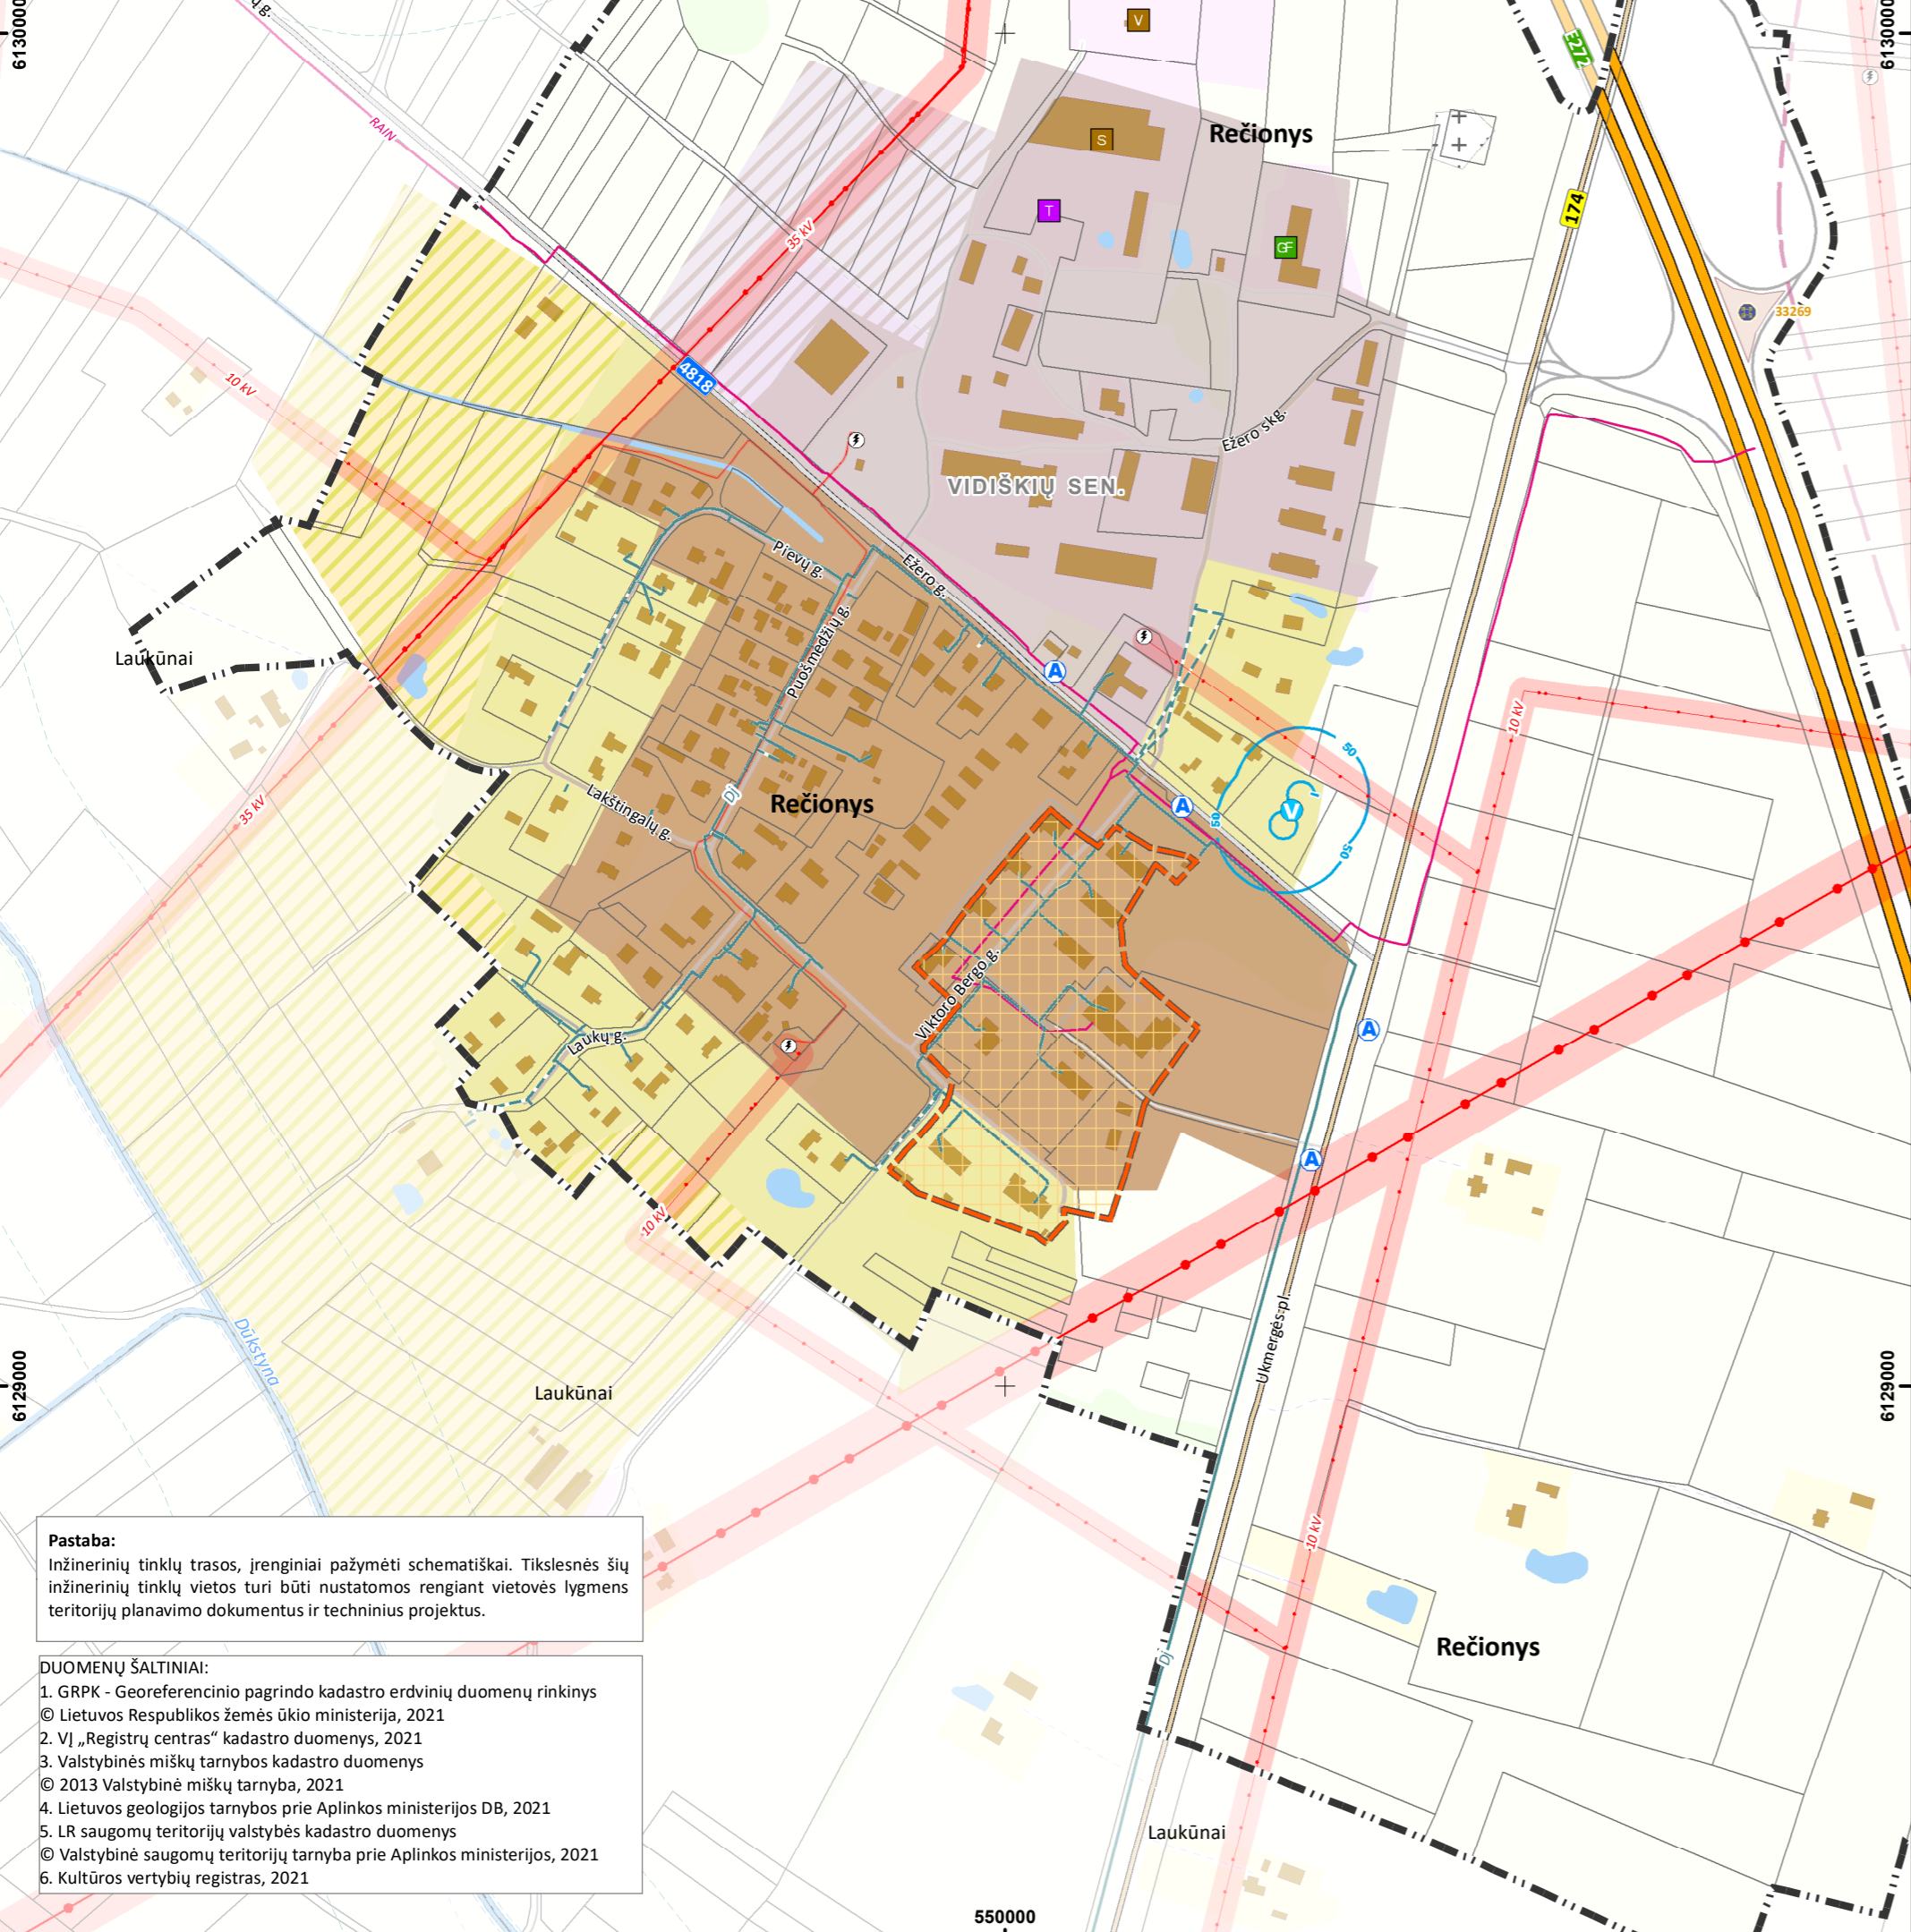 6130000
ų g.
V
E272
6130000
RAIN
S
Rečionys
T
174
35 kV
GF
33269
4818
10 kV
Ežero skg.
VIDIŠKIŲ SEN.
Pievų g.
Ežero g.
Puošmedžių g.
Laukūnai
A
10 kV
50
35 kV
Lakštingalų g.
Dj
Rečionys
A
50
V
50
Viktoro Bergo g.
Laukų g.
A
A
10 kV
Ukmergės pl.
Dūkstyna
6129000
Laukūnai
6129000
10 kV
Pastaba:
Inžinerinių tinklų trasos, įrenginiai pažymėti schematiškai. Tikslesnės šių
inžinerinių tinklų vietos turi būti nustatomos rengiant vietovės lygmens
teritorijų planavimo dokumentus ir techninius projektus.
Rečionys
Dj
DUOMENŲ ŠALTINIAI:
1. GRPK - Georeferencinio pagrindo kadastro erdvinių duomenų rinkinys
© Lietuvos Respublikos žemės ūkio ministerija, 2021
2. VĮ „Registrų centras“ kadastro duomenys, 2021
3. Valstybinės miškų tarnybos kadastro duomenys
© 2013 Valstybinė miškų tarnyba, 2021
4. Lietuvos geologijos tarnybos prie Aplinkos ministerijos DB, 2021
5. LR saugomų teritorijų valstybės kadastro duomenys
© Valstybinė saugomų teritorijų tarnyba prie Aplinkos ministerijos, 2021
6. Kultūros vertybių registras, 2021
Laukūnai
550000